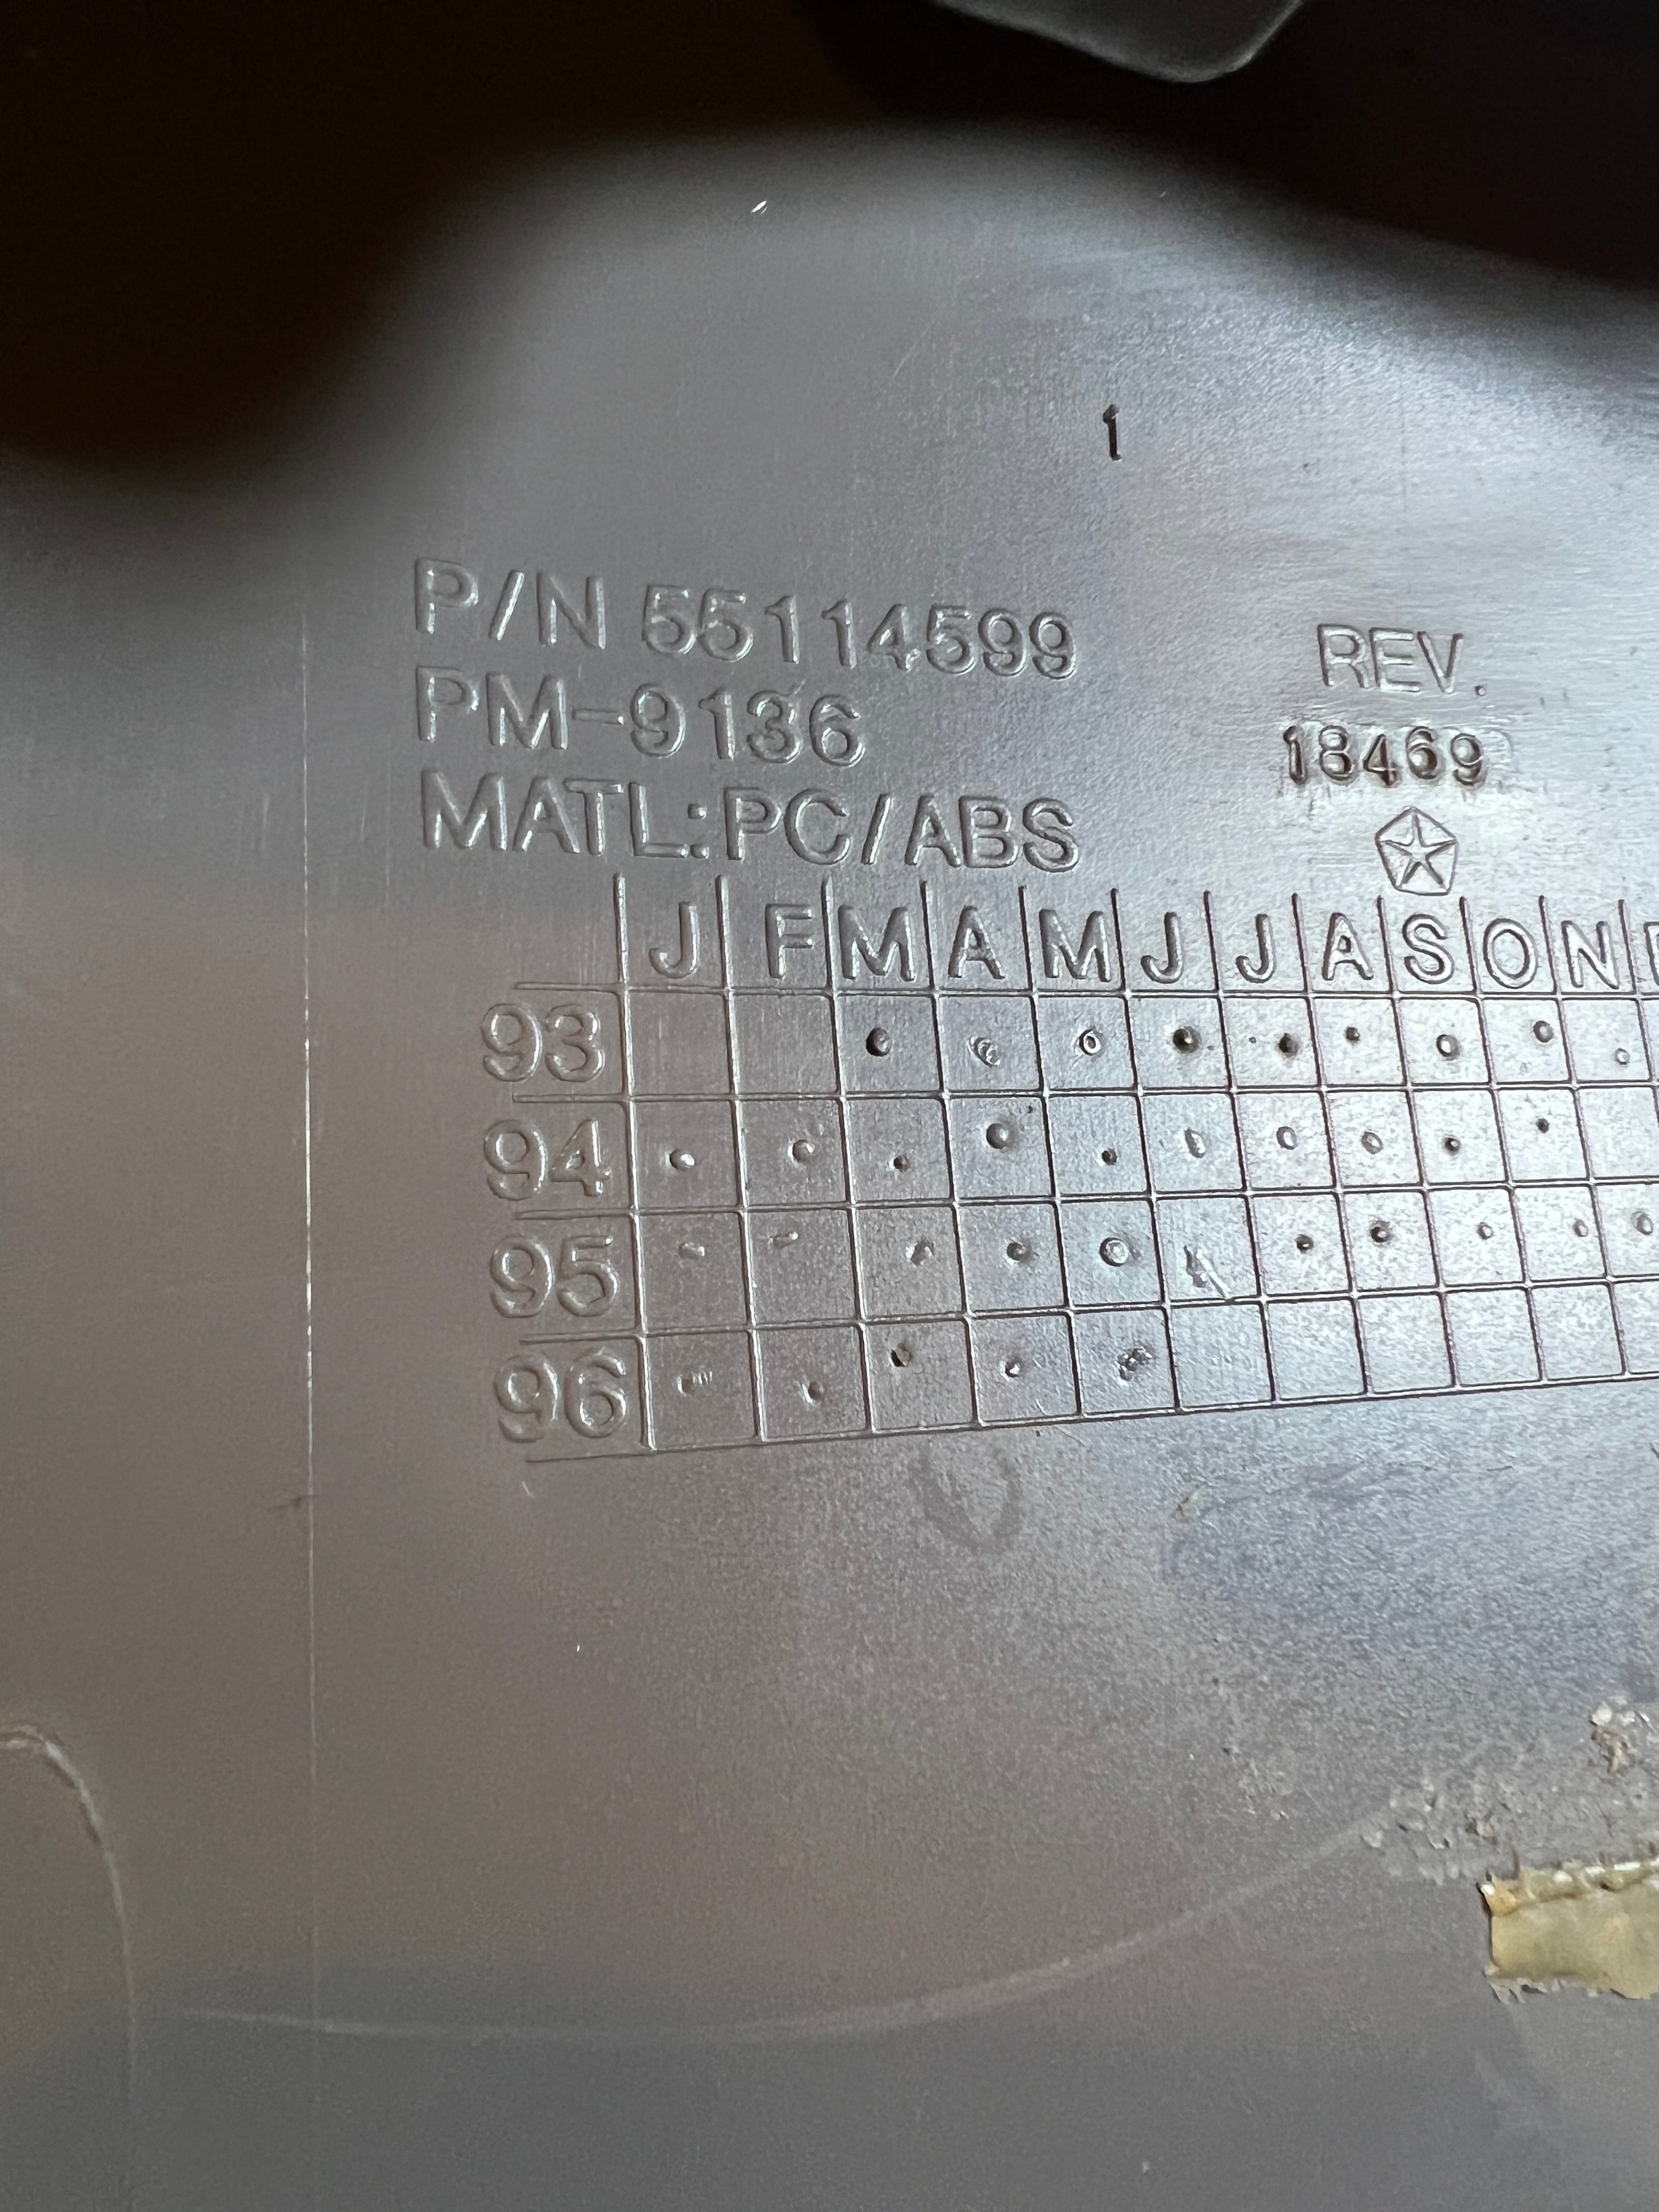 1
P/N 55114599
REV.
PM-9136
18469
MATL:PC/ABS
J F M A M J J A S O N
93
94
95
96